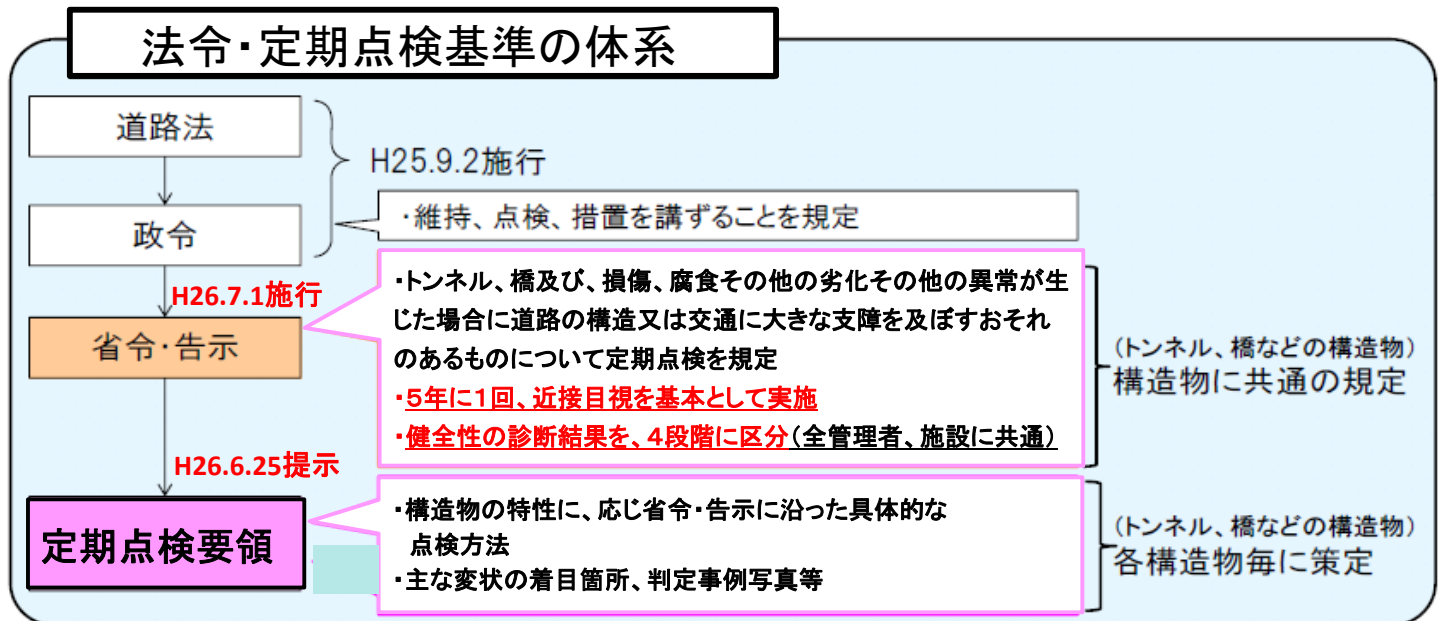 法令・定期点検基準の体系
道路法
H25.9.2施行
政令
・維持、点検、措置を講ずることを規定
H26.7.1施行
省令・告示
・トンネル、橋及び、損傷、腐食その他の劣化その他の異常が生
じた場合に道路の構造又は交通に大きな支障を及ぼすおそれ
のあるものについて定期点検を規定
・５年に１回、近接目視を基本として実施
・健全性の診断結果を、４段階に区分(全管理者、施設に共通)
(トンネル、橋などの構造物)
構造物に共通の規定
H26.6.25提示
定期点検要領
・構造物の特性に、応じ省令・告示に沿った具体的な
点検方法
・主な変状の着目箇所、判定事例写真等
(トンネル、橋などの構造物)
各構造物毎に策定